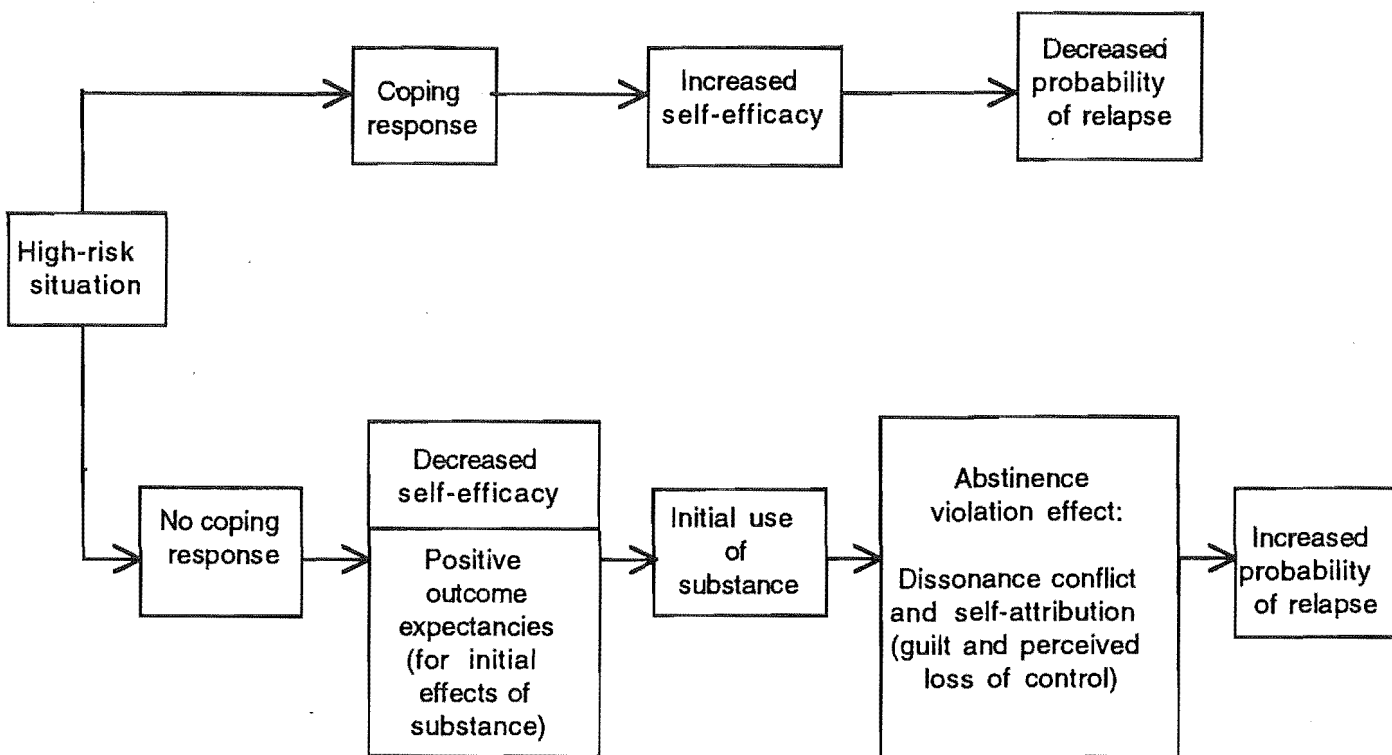 Coping
response
Increased
self-efficacy
Decreased
probability
of relapse
High-risk
situation
No coping
response
Decreased
self-efficacy
Positive
outcome
expectancies
(for initial
effects of
substance)
Initial use
of
substance
Abstinence
violation effect:
Dissonance conflict
and self-attribution
(guilt and perceived
loss of control)
Increased
probability
of relapse